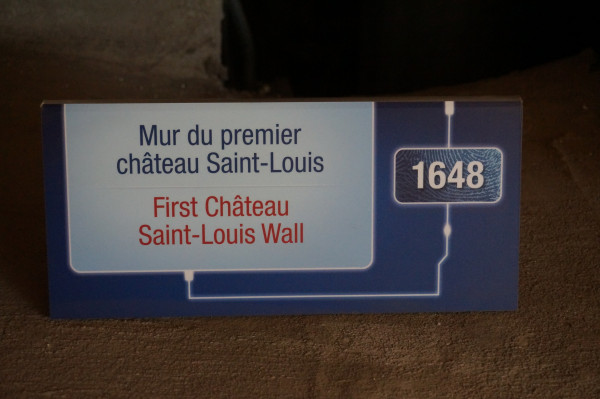 Mur du premier
château Saint-Louis
First Château
Saint-Louis Wall
1648